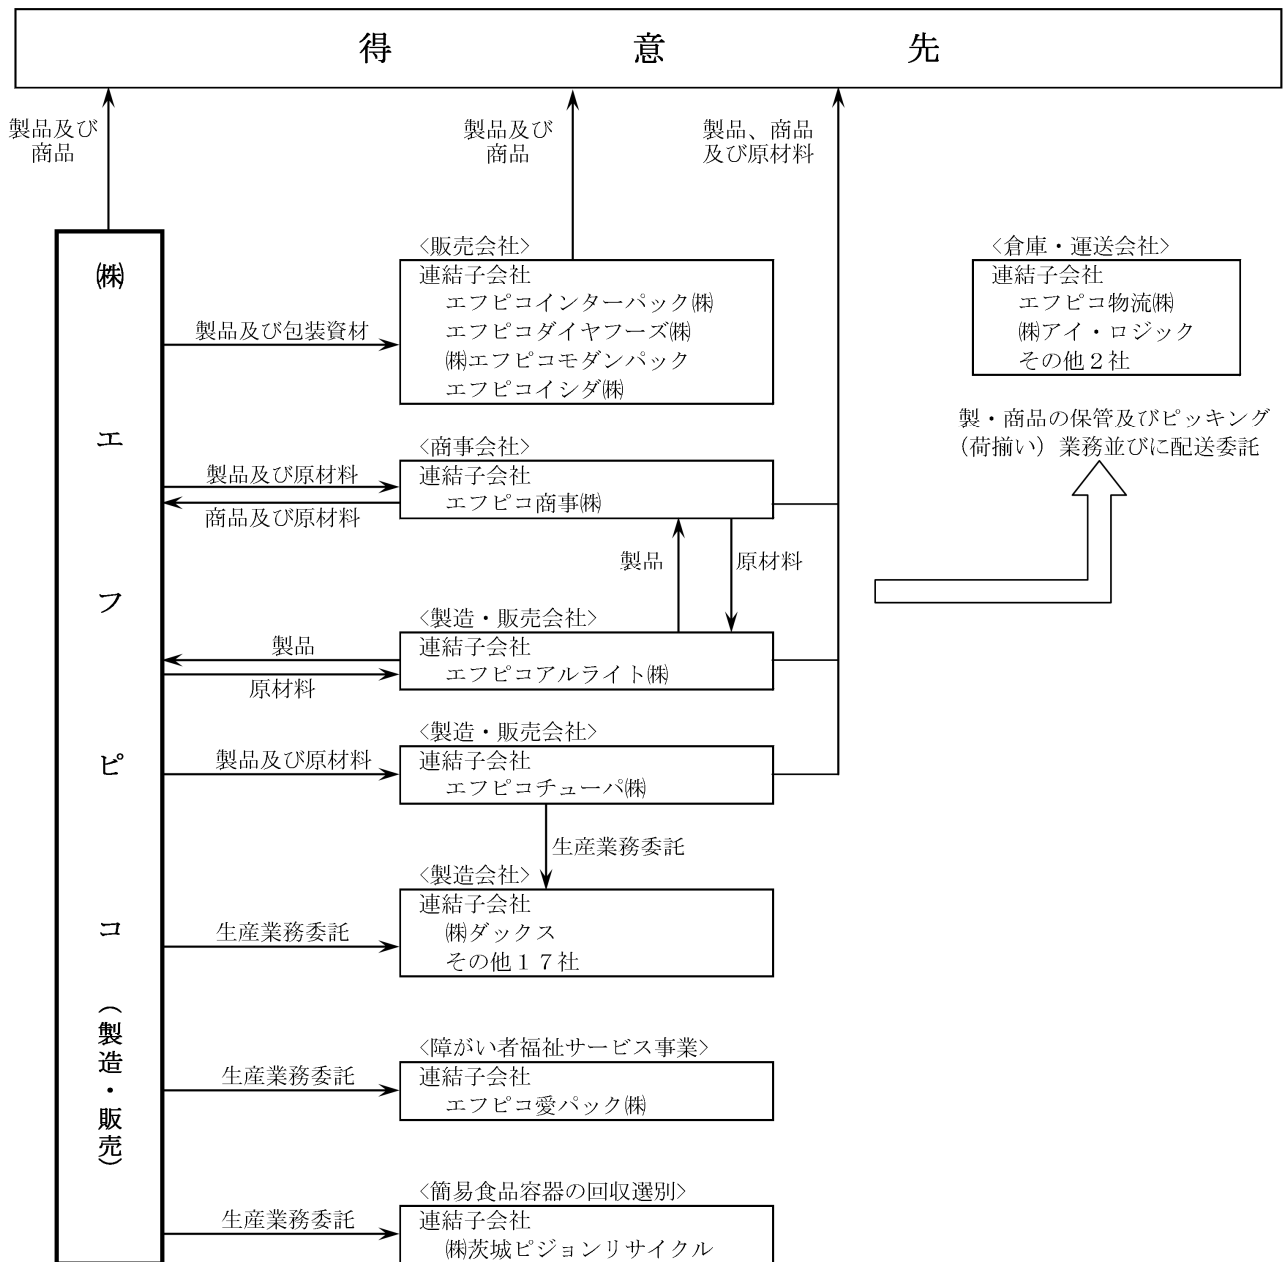 得意先
製品及び
商品
製品及び
商品
製品、商品
及び原材料
㈱エフピコ(製造・販売)
〈販売会社〉
連結子会社
エフピコインターパック㈱
エフピコダイヤフーズ㈱
㈱エフピコモダンパック
エフピコイシダ㈱
製品及び包装資材
〈倉庫・運送会社〉
連結子会社
エフピコ物流㈱
㈱アイ・ロジック
その他2社
製・商品の保管及びピッキング
(荷揃い)業務並びに配送委託
〈商事会社〉
連結子会社
エフピコ商事㈱
製品及び原材料
商品及び原材料
製品
原材料
〈製造・販売会社〉
連結子会社
エフピコアルライト㈱
製品
原材料
〈製造・販売会社〉
連結子会社
エフピコチューパ㈱
製品及び原材料
生産業務委託
〈製造会社〉
連結子会社
㈱ダックス
その他17社
生産業務委託
〈障がい者福祉サービス事業〉
連結子会社
エフピコ愛パック㈱
生産業務委託
〈簡易食品容器の回収選別〉
連結子会社
㈱茨城ピジョンリサイクル
生産業務委託